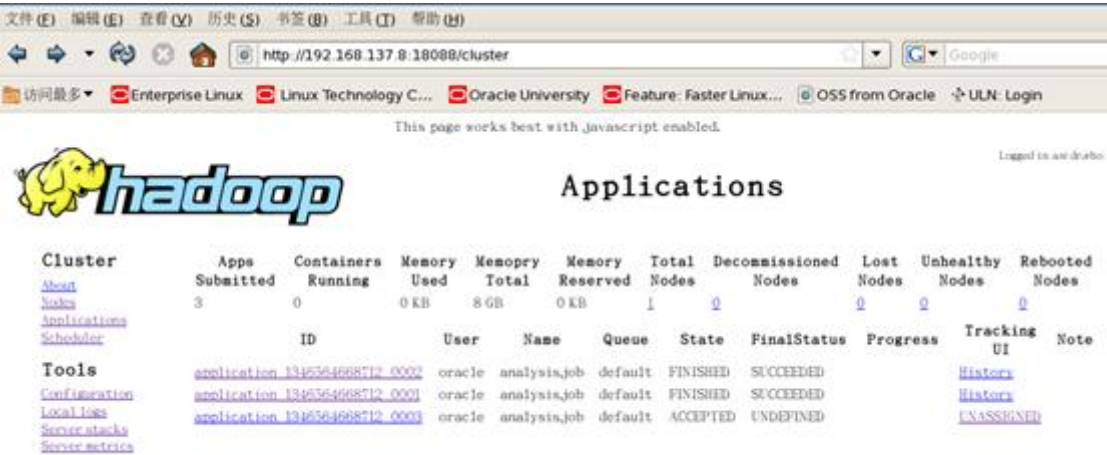 文件(F) 编辑(E) 查看(V) 历史(S) 书签(B) 工具(T) 帮助(H)
http://192.168.137.8:18088/cluster Google
访问最多 Enterprise Linux Linux Technology C... Oracle University Feature: Faster Linux... OSS from Oracle ULN: Login
This page works best with javascript enabled.
Logged in as: dr.who
hadoop
Applications
Cluster
About
Nodes
Applications
Scheduler
Tools
Configuration
Local logs
Server stacks
Server metrics
Apps Submitted Containers Running Memory Used Memopry Total Memory Reserved Total Nodes Decommissioned Nodes Lost Nodes Unhealthy Nodes Rebooted Nodes
3 0 0 KB 8 GB 0 KB 1 0 0 0 0
ID User Name Queue State FinalStatus Progress Tracking UI Note
application_1346564668712_0002 oracle analysis.job default FINISHED SUCCEEDED History
application_1346564668712_0001 oracle analysis.job default FINISHED SUCCEEDED History
application_1346564668712_0003 oracle analysis.job default ACCEPTED UNDEFINED UNASSIGNED